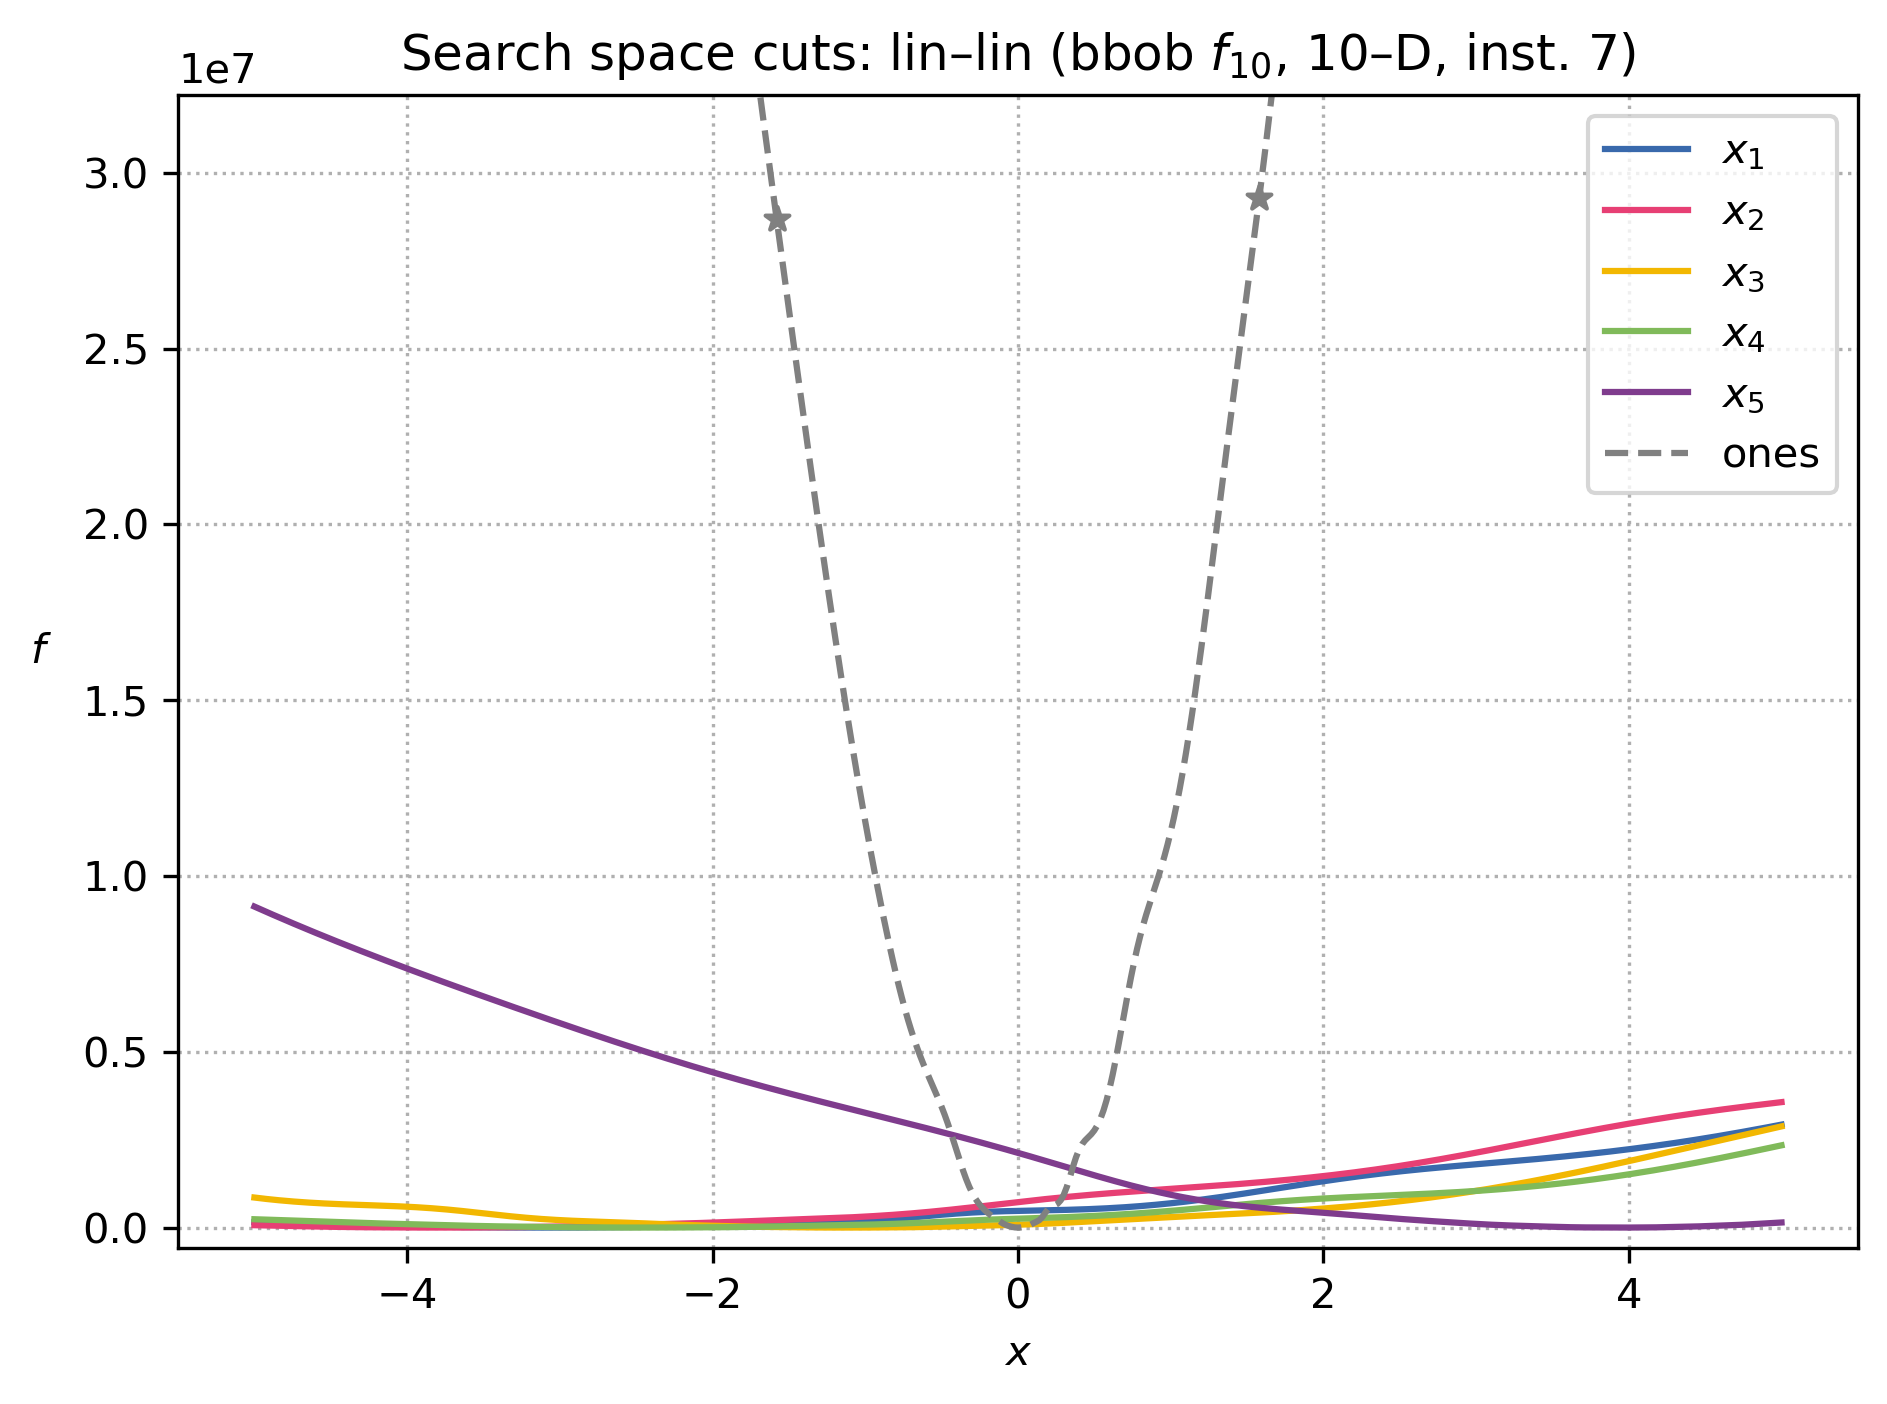 Search space cuts: lin–lin (bbob f₁₀, 10–D, inst. 7)
1e7
3.0
2.5
2.0
1.5
1.0
0.5
0.0
f
−4
−2
0
2
4
x
x₁
x₂
x₃
x₄
x₅
ones